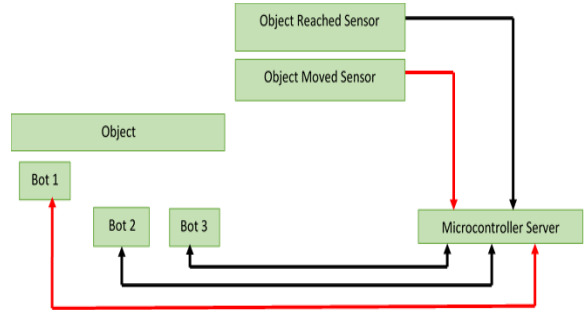 Object Reached Sensor
Object Moved Sensor
Object
Bot 1
Bot 2
Bot 3
Microcontroller Server